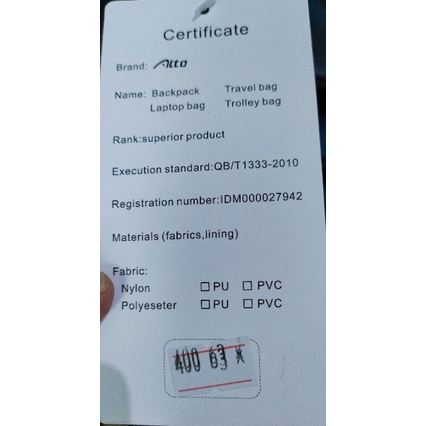 Certificate
Brand: Alto
Name: Backpack Travel bag
Laptop bag Trolley bag
Rank:superior product
Execution standard:QB/T1333-2010
Registration number:IDM000027942
Materials (fabrics,lining)
Fabric:
Nylon ☐ PU ☐ PVC
Polyeseter ☐ PU ☐ PVC
400 63 *